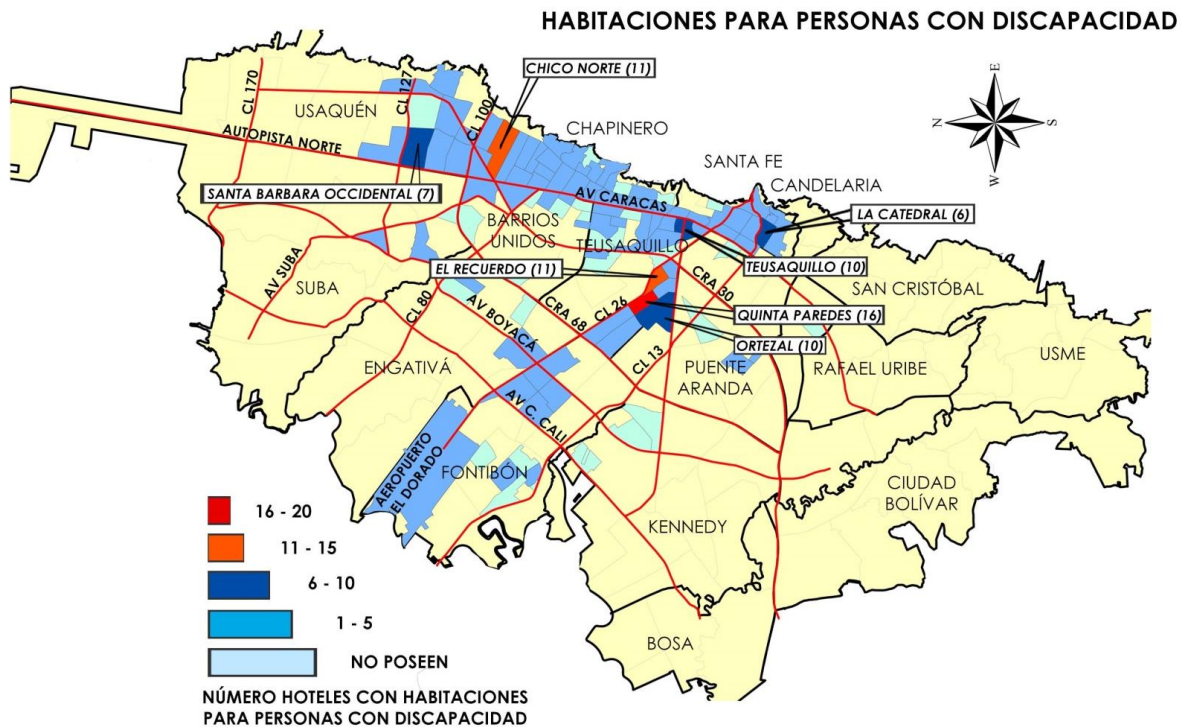 HABITACIONES PARA PERSONAS CON DISCAPACIDAD
CHICO NORTE (11)
CL 170
CL 127
CL 100
USAQUÉN
CHAPINERO
AUTOPISTA NORTE
E
N
S
W
SANTA FE
CANDELARIA
SANTA BARBARA OCCIDENTAL (7)
AV CARACAS
LA CATEDRAL (6)
BARRIOS
UNIDOS
TEUSAQUILLO
TEUSAQUILLO (10)
EL RECUERDO (11)
AV SUBA
SUBA
CL 80
AV BOYACÁ
CRA 68
CL 26
CRA 30
SAN CRISTÓBAL
QUINTA PAREDES (16)
ORTEZAL (10)
ENGATIVÁ
CL 13
PUENTE
ARANDA
RAFAEL URIBE
USME
AV C. CALI
AEROPUERTO
EL DORADO
FONTIBÓN
CIUDAD
BOLÍVAR
KENNEDY
BOSA
16 - 20
11 - 15
6 - 10
1 - 5
NO POSEEN
NÚMERO HOTELES CON HABITACIONES
PARA PERSONAS CON DISCAPACIDAD